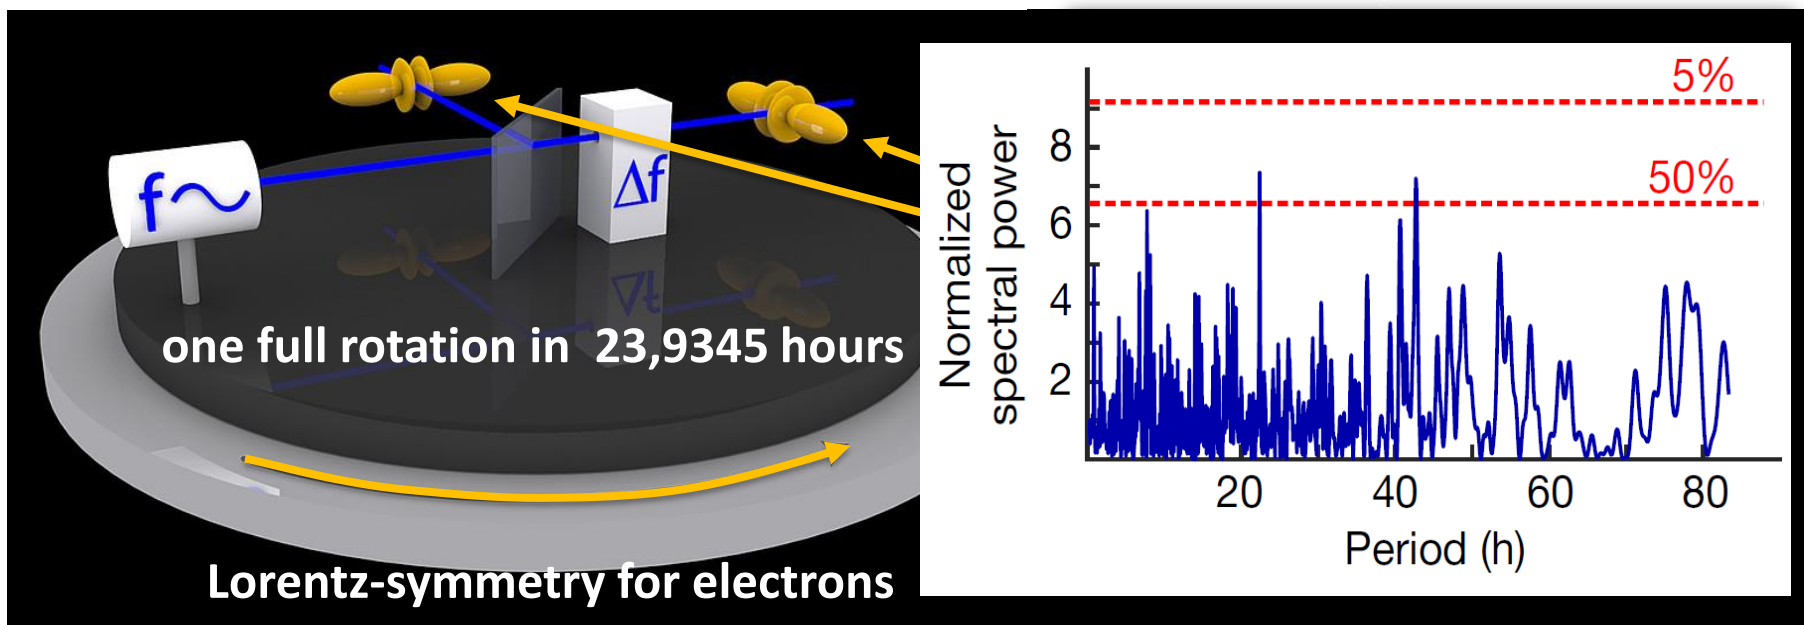 f~
Δf
∇t
one full rotation in 23,9345 hours
Lorentz-symmetry for electrons
5%
50%
Normalized
spectral power
8
6
4
2
20 40 60 80
Period (h)